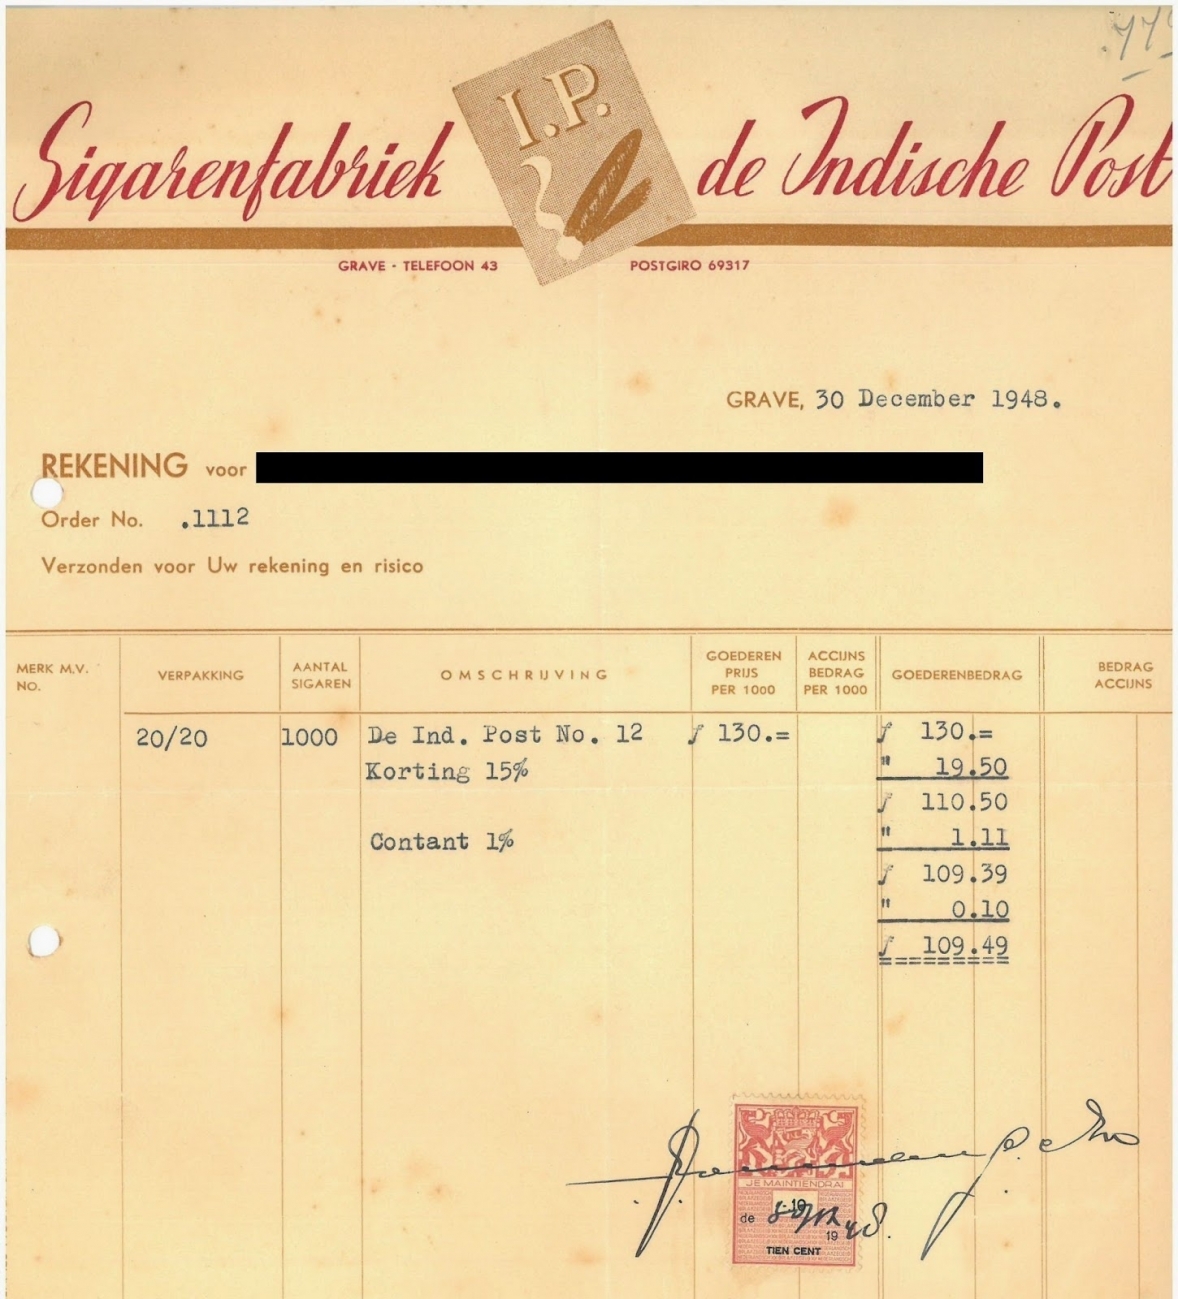 I.P.
Sigarenfabriek de Indische Post
GRAVE - TELEFOON 43 POSTGIRO 69317
GRAVE, 30 December 1948.
REKENING voor
Order No. .1112
Verzonden voor Uw rekening en risico
MERK M.V. NO. VERPAKKING AANTAL SIGAREN OMSCHRIJVING GOEDEREN PRIJS PER 1000 ACCIJNS BEDRAG PER 1000 GOEDERENBEDRAG BEDRAG ACCIJNS
20/20 1000 De Ind. Post No. 12 ƒ 130.= ƒ 130.=
Korting 15% " 19.50
ƒ 110.50
Contant 1% " 1.11
ƒ 109.39
" 0.10
ƒ 109.49
JE MAINTIENDRAI
de
19 48.
TIEN CENT